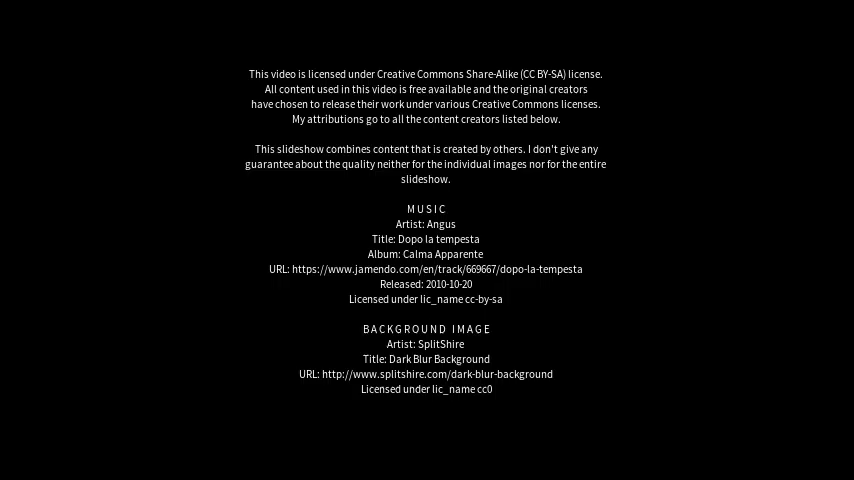 This video is licensed under Creative Commons Share-Alike (CC BY-SA) license.
All content used in this video is free available and the original creators
have chosen to release their work under various Creative Commons licenses.
My attributions go to all the content creators listed below.
This slideshow combines content that is created by others. I don't give any
guarantee about the quality neither for the individual images nor for the entire
slideshow.
MUSIC
Artist: Angus
Title: Dopo la tempesta
Album: Calma Apparente
URL: https://www.jamendo.com/en/track/669667/dopo-la-tempesta
Released: 2010-10-20
Licensed under lic_name cc-by-sa
BACKGROUND IMAGE
Artist: SplitShire
Title: Dark Blur Background
URL: http://www.splitshire.com/dark-blur-background
Licensed under lic_name cc0